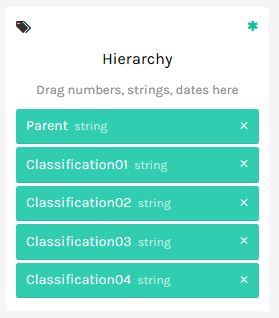 Hierarchy
Drag numbers, strings, dates here
Parent string ×
Classification01 string ×
Classification02 string ×
Classification03 string ×
Classification04 string ×